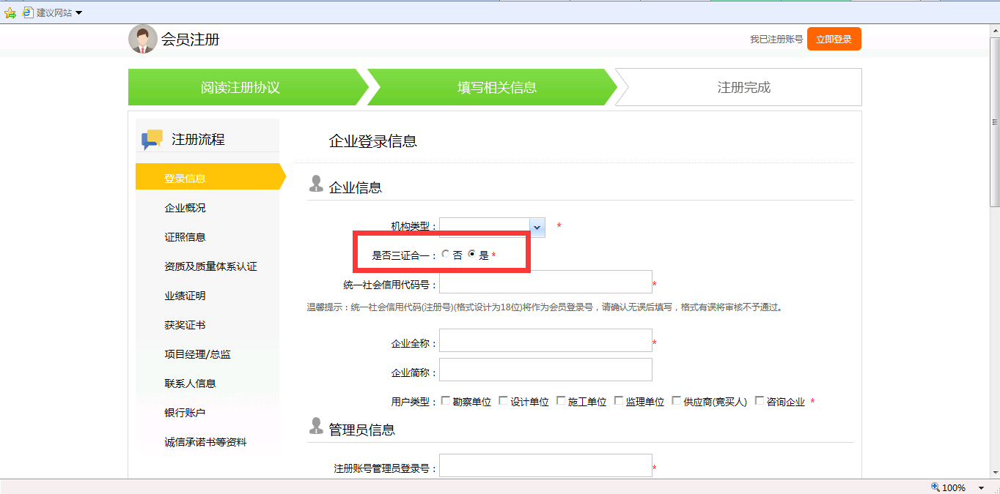 建议网站
会员注册
我已注册账号 立即登录
阅读注册协议 填写相关信息 注册完成
注册流程
登录信息
企业概况
证照信息
资质及质量体系认证
业绩证明
获奖证书
项目经理/总监
联系人信息
银行账户
诚信承诺书等资料
企业登录信息
企业信息
机构类型： *
是否三证合一： 否 是 *
统一社会信用代码号： *
温馨提示：统一社会信用代码(注册号)(格式设计为18位)将作为会员登录号，请确认无误后填写，格式有误将审核不予通过。
企业全称： *
企业简称：
用户类型： 勘察单位 设计单位 施工单位 监理单位 供应商(竞买人) 咨询企业 *
管理员信息
注册账号管理员登录号： *
100%